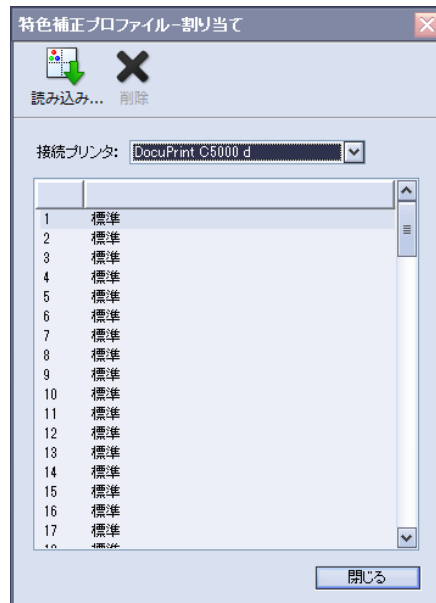 特色補正プロファイル-割り当て
読み込み... 削除
接続プリンタ: DocuPrint C5000 d
1 標準
2 標準
3 標準
4 標準
5 標準
6 標準
7 標準
8 標準
9 標準
10 標準
11 標準
12 標準
13 標準
14 標準
15 標準
16 標準
17 標準
閉じる